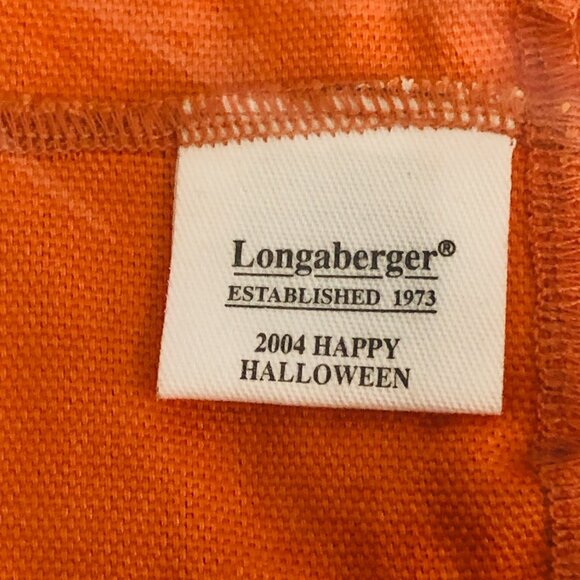 Longaberger®
ESTABLISHED 1973
2004 HAPPY
HALLOWEEN